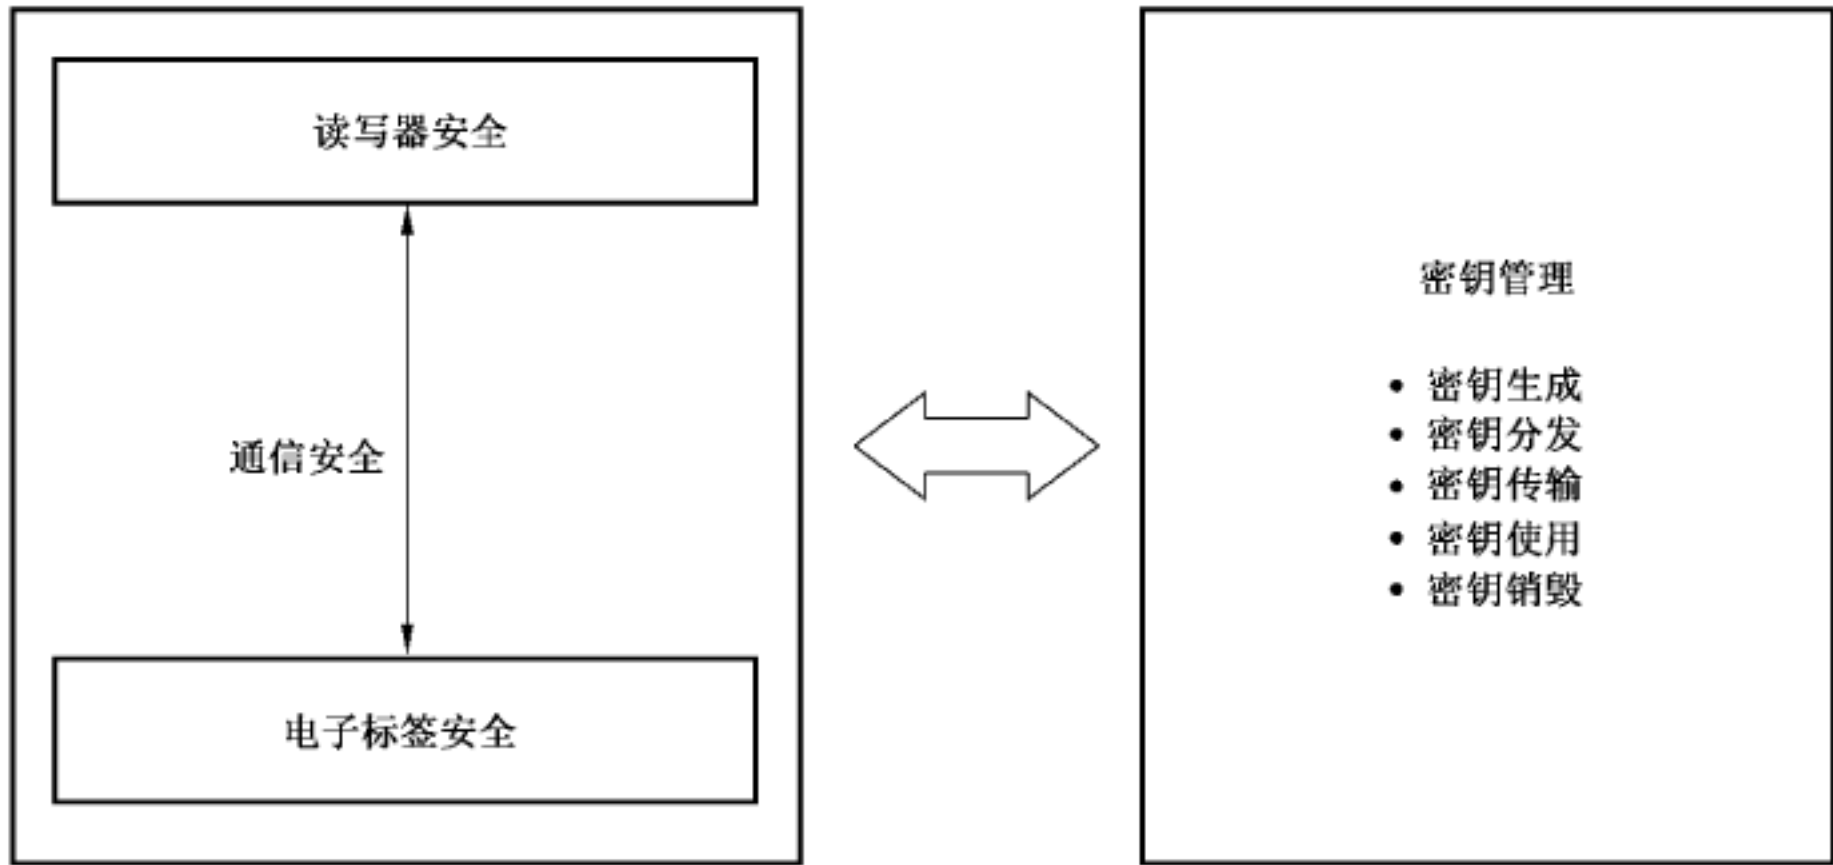 读写器安全
通信安全
电子标签安全
密钥管理
• 密钥生成
• 密钥分发
• 密钥传输
• 密钥使用
• 密钥销毁